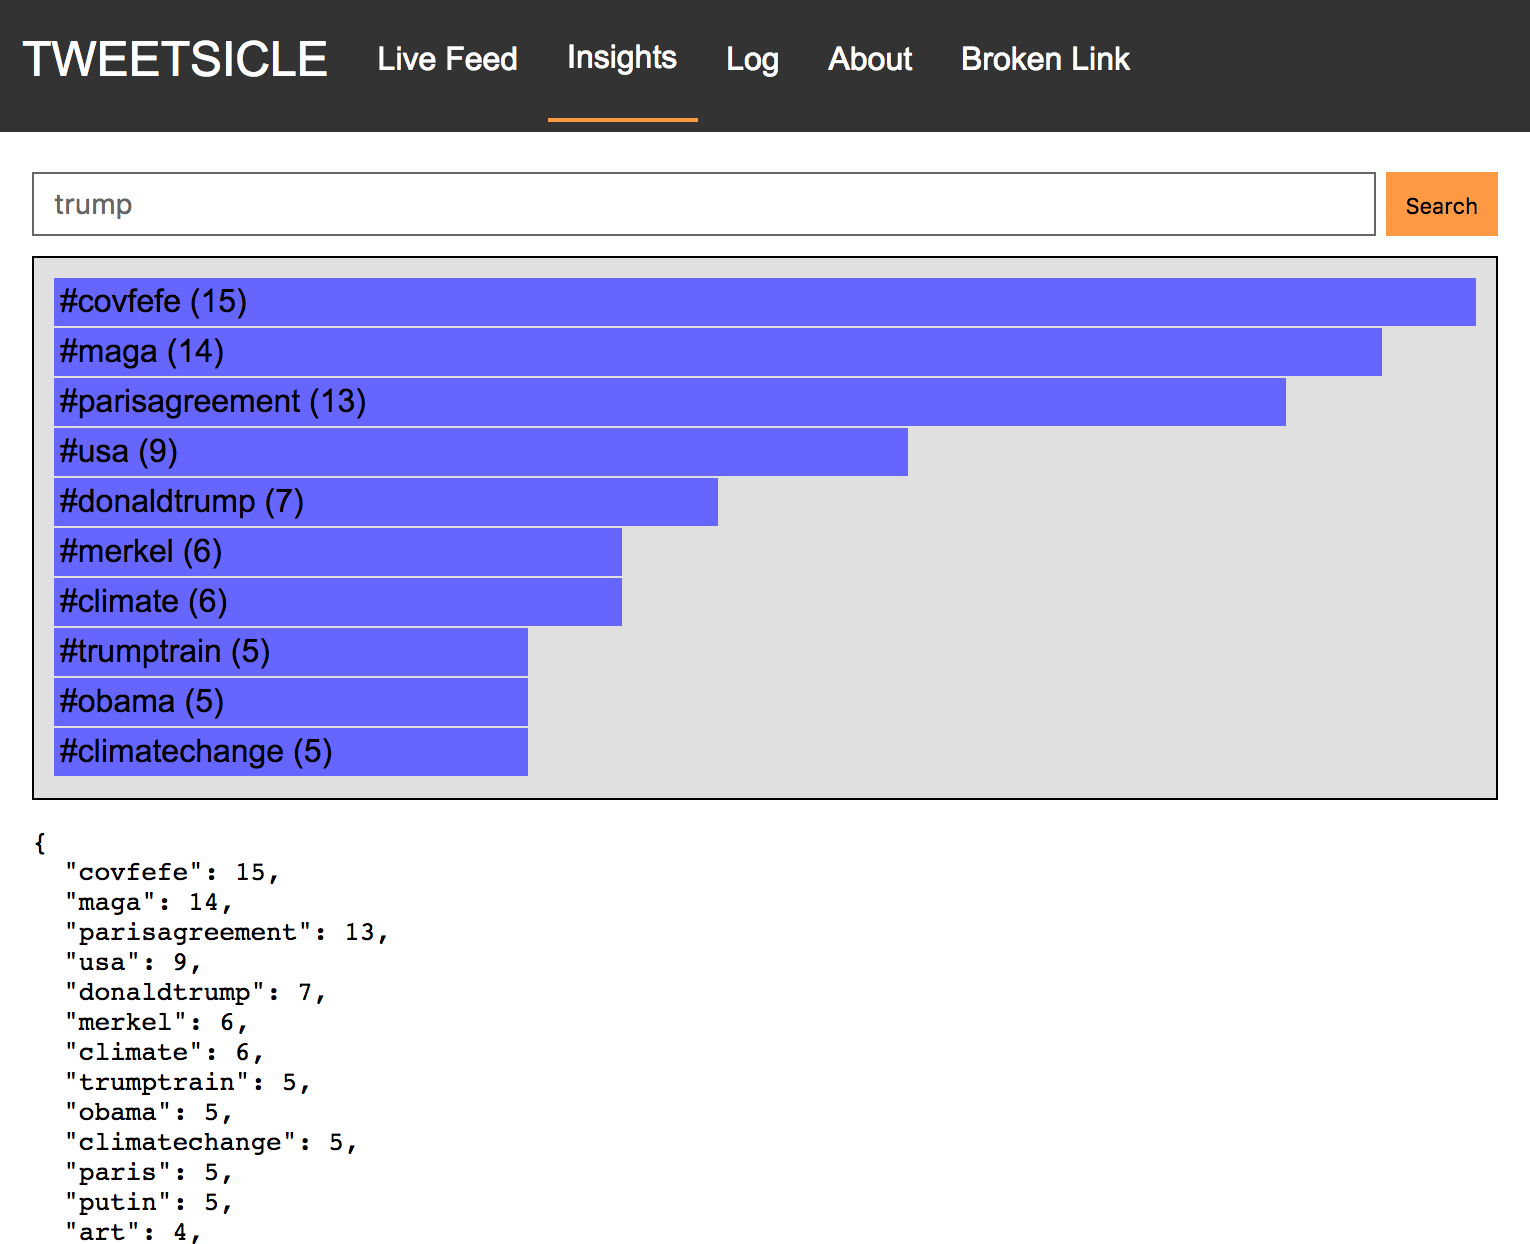 TWEETSICLE Live Feed Insights Log About Broken Link
trump Search
#covfefe (15)
#maga (14)
#parisagreement (13)
#usa (9)
#donaldtrump (7)
#merkel (6)
#climate (6)
#trumptrain (5)
#obama (5)
#climatechange (5)
{
"covfefe": 15,
"maga": 14,
"parisagreement": 13,
"usa": 9,
"donaldtrump": 7,
"merkel": 6,
"climate": 6,
"trumptrain": 5,
"obama": 5,
"climatechange": 5,
"paris": 5,
"putin": 5,
"art": 4,